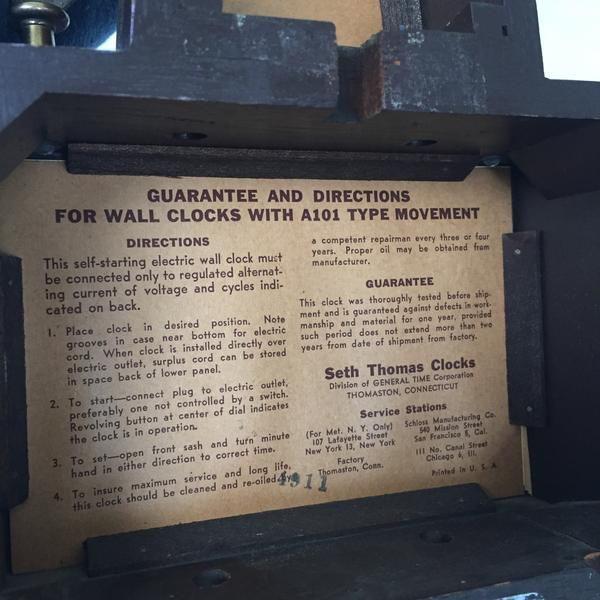 GUARANTEE AND DIRECTIONS
FOR WALL CLOCKS WITH A101 TYPE MOVEMENT
DIRECTIONS
This self-starting electric wall clock must
be connected only to regulated alternat-
ing current of voltage and cycles indi-
cated on back.
1. Place clock in desired position. Note
grooves in case near bottom for electric
cord. When clock is installed directly over
electric outlet, surplus cord can be stored
in space back of lower panel.
2. To start—connect plug to electric outlet,
preferably one not controlled by a switch.
Revolving button at center of dial indicates
the clock is in operation.
3. To set—open front sash and turn minute
hand in either direction to correct time.
4. To insure maximum service and long life,
this clock should be cleaned and re-oiled by
4911
a competent repairman every three or four
years. Proper oil may be obtained from
manufacturer.
GUARANTEE
This clock was thoroughly tested before ship-
ment and is guaranteed against defects in work-
manship and material for one year, provided
such period does not extend more than two
years from date of shipment from factory.
Seth Thomas Clocks
Division of GENERAL TIME Corporation
THOMASTON, CONNECTICUT
Service Stations
(For Met. N. Y. Only)
107 Lafayette Street
New York 13, New York
Factory
Thomaston, Conn.
Schloss Manufacturing Co.
540 Mission Street
San Francisco 5, Cal.
111 No. Canal Street
Chicago 6, Ill.
Printed in U. S. A.